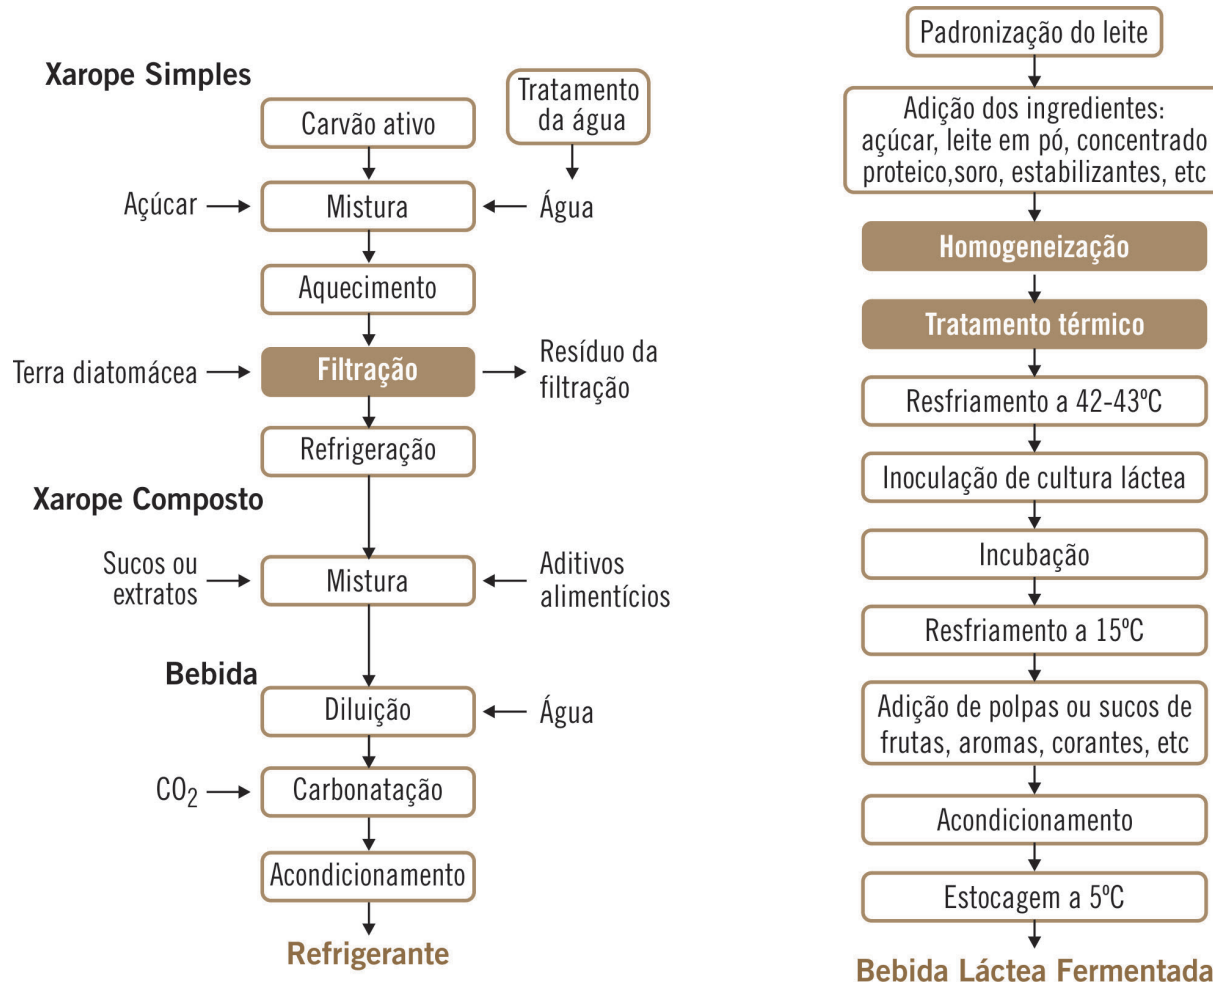 Xarope Simples
Carvão ativo
Tratamento
da água
Açúcar
Mistura
Água
Aquecimento
Terra diatomácea
Filtração
Resíduo da
filtração
Refrigeração
Xarope Composto
Sucos ou
extratos
Mistura
Aditivos
alimentícios
Bebida
Diluição
Água
CO₂
Carbonatação
Acondicionamento
Refrigerante
Padronização do leite
Adição dos ingredientes:
açúcar, leite em pó, concentrado
proteico,soro, estabilizantes, etc
Homogeneização
Tratamento térmico
Resfriamento a 42-43ºC
Inoculação de cultura láctea
Incubação
Resfriamento a 15ºC
Adição de polpas ou sucos de
frutas, aromas, corantes, etc
Acondicionamento
Estocagem a 5ºC
Bebida Láctea Fermentada